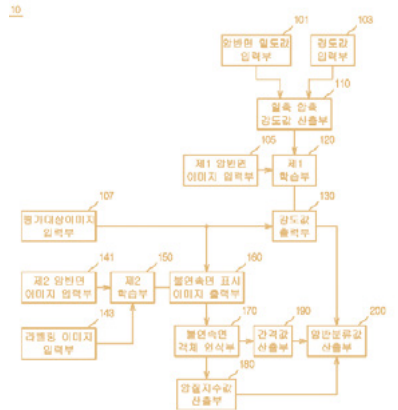 10
101
103
암반면 밀도값
입력부
경도값
입력부
110
일축 압축
강도값 산출부
105
120
제1 암반면
이미지 입력부
제1
학습부
107
130
평가대상이미지
입력부
강도값
출력부
141
150
160
제2 암반면
이미지 입력부
제2
학습부
불연속면 표시
이미지 출력부
143
170
190
200
라벨링 이미지
입력부
불연속면
객체 인식부
간격값
산출부
암반분류값
산출부
180
암질지수값
산출부